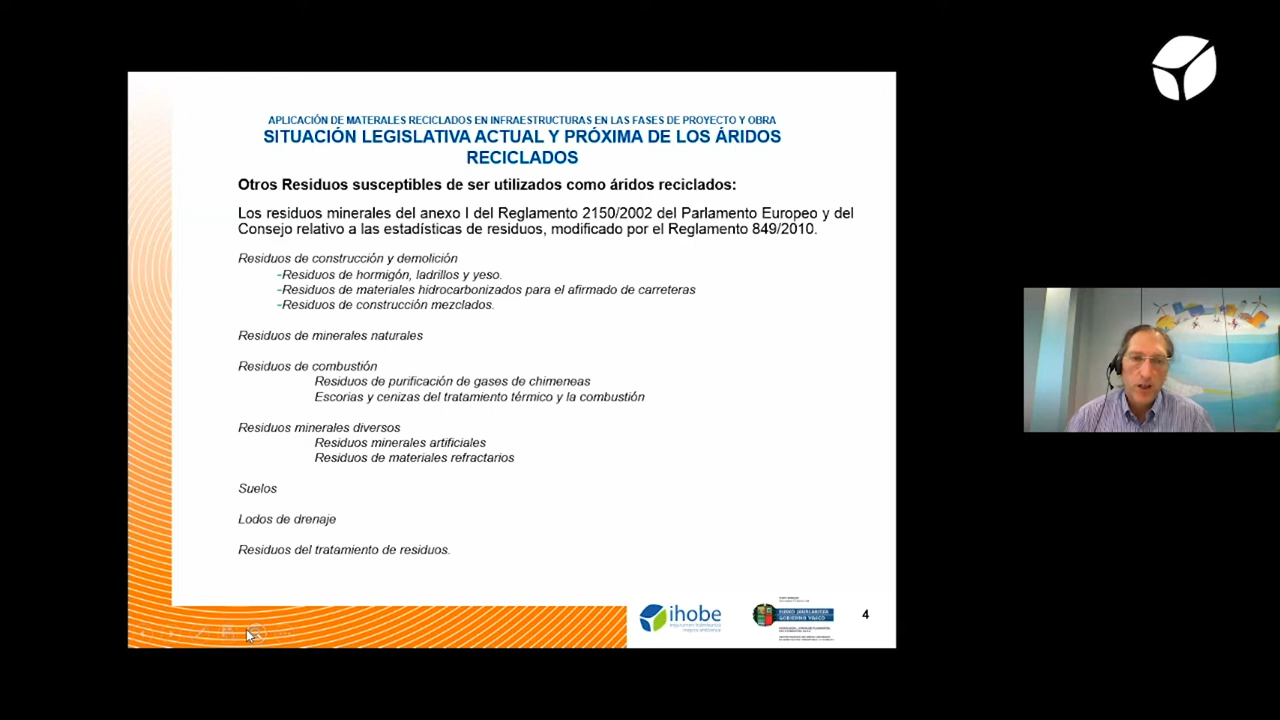 APLICACIÓN DE MATERIALES RECICLADOS EN INFRAESTRUCTURAS EN LAS FASES DE PROYECTO Y OBRA
SITUACIÓN LEGISLATIVA ACTUAL Y PRÓXIMA DE LOS ÁRIDOS
RECICLADOS
Otros Residuos susceptibles de ser utilizados como áridos reciclados:
Los residuos minerales del anexo I del Reglamento 2150/2002 del Parlamento Europeo y del
Consejo relativo a las estadísticas de residuos, modificado por el Reglamento 849/2010.
Residuos de construcción y demolición
-Residuos de hormigón, ladrillos y yeso.
-Residuos de materiales hidrocarbonizados para el afirmado de carreteras
-Residuos de construcción mezclados.
Residuos de minerales naturales
Residuos de combustión
Residuos de purificación de gases de chimeneas
Escorias y cenizas del tratamiento térmico y la combustión
Residuos minerales diversos
Residuos minerales artificiales
Residuos de materiales refractarios
Suelos
Lodos de drenaje
Residuos del tratamiento de residuos.
ihobe
EUSKO JAURLARITZA
GOBIERNO VASCO
4